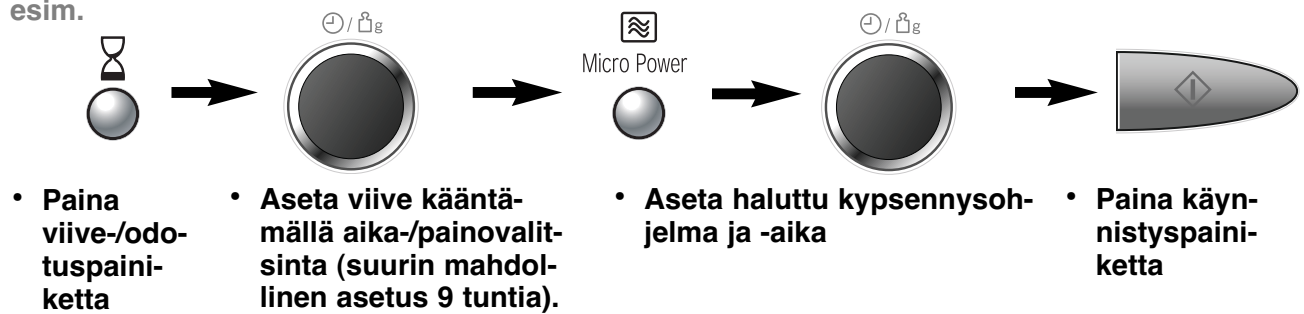 esim.
/ g
Micro Power
/ g
• Paina
viive-/odo-
tuspaini-
ketta
• Aseta viive kääntä-
mällä aika-/painovalit-
sinta (suurin mahdol-
linen asetus 9 tuntia).
• Aseta haluttu kypsennysoh-
jelma ja -aika
• Paina käyn-
nistyspaini-
ketta